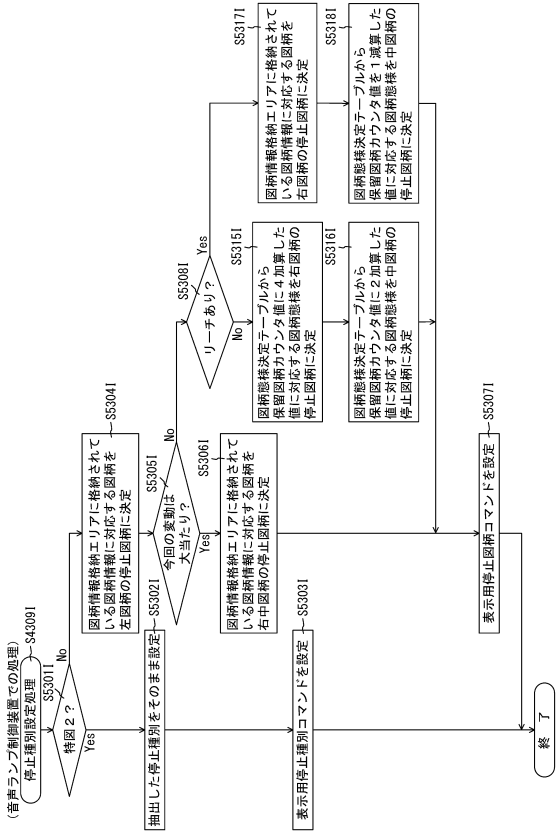 (音声ランプ制御装置での処理)
停止種別設定処理
S4309I
S5301I
特図２？
No
Yes
抽出した停止種別をそのまま設定
S5302I
表示用停止種別コマンドを設定
S5303I
図柄情報格納エリアに格納されて
いる図柄情報に対応する図柄を
左図柄の停止図柄に決定
S5304I
今回の変動は
大当たり？
S5305I
No
Yes
図柄情報格納エリアに格納されて
いる図柄情報に対応する図柄を
右中図柄の停止図柄に決定
S5306I
リーチあり？
S5308I
Yes
No
図柄態様決定テーブルから
保留図柄カウンタ値に４加算した
値に対応する図柄態様を右図柄の
停止図柄に決定
S5315I
図柄態様決定テーブルから
保留図柄カウンタ値に２加算した
値に対応する図柄態様を中図柄の
停止図柄に決定
S5316I
図柄情報格納エリアに格納されて
いる図柄情報に対応する図柄を
右図柄の停止図柄に決定
S5317I
図柄態様決定テーブルから
保留図柄カウンタ値を１減算した
値に対応する図柄態様を中図柄の
停止図柄に決定
S5318I
表示用停止図柄コマンドを設定
S5307I
終 了